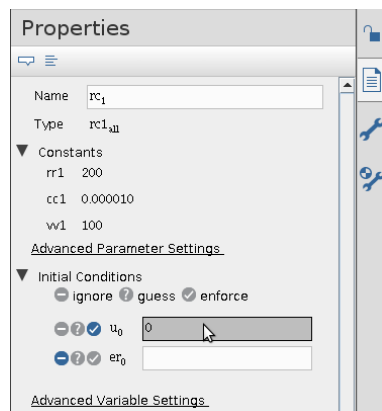 Properties
Name rc1
Type rc1all
Constants
rr1 200
cc1 0.000010
vv1 100
Advanced Parameter Settings
Initial Conditions
ignore ? guess enforce
? u0 0
? er0
Advanced Variable Settings